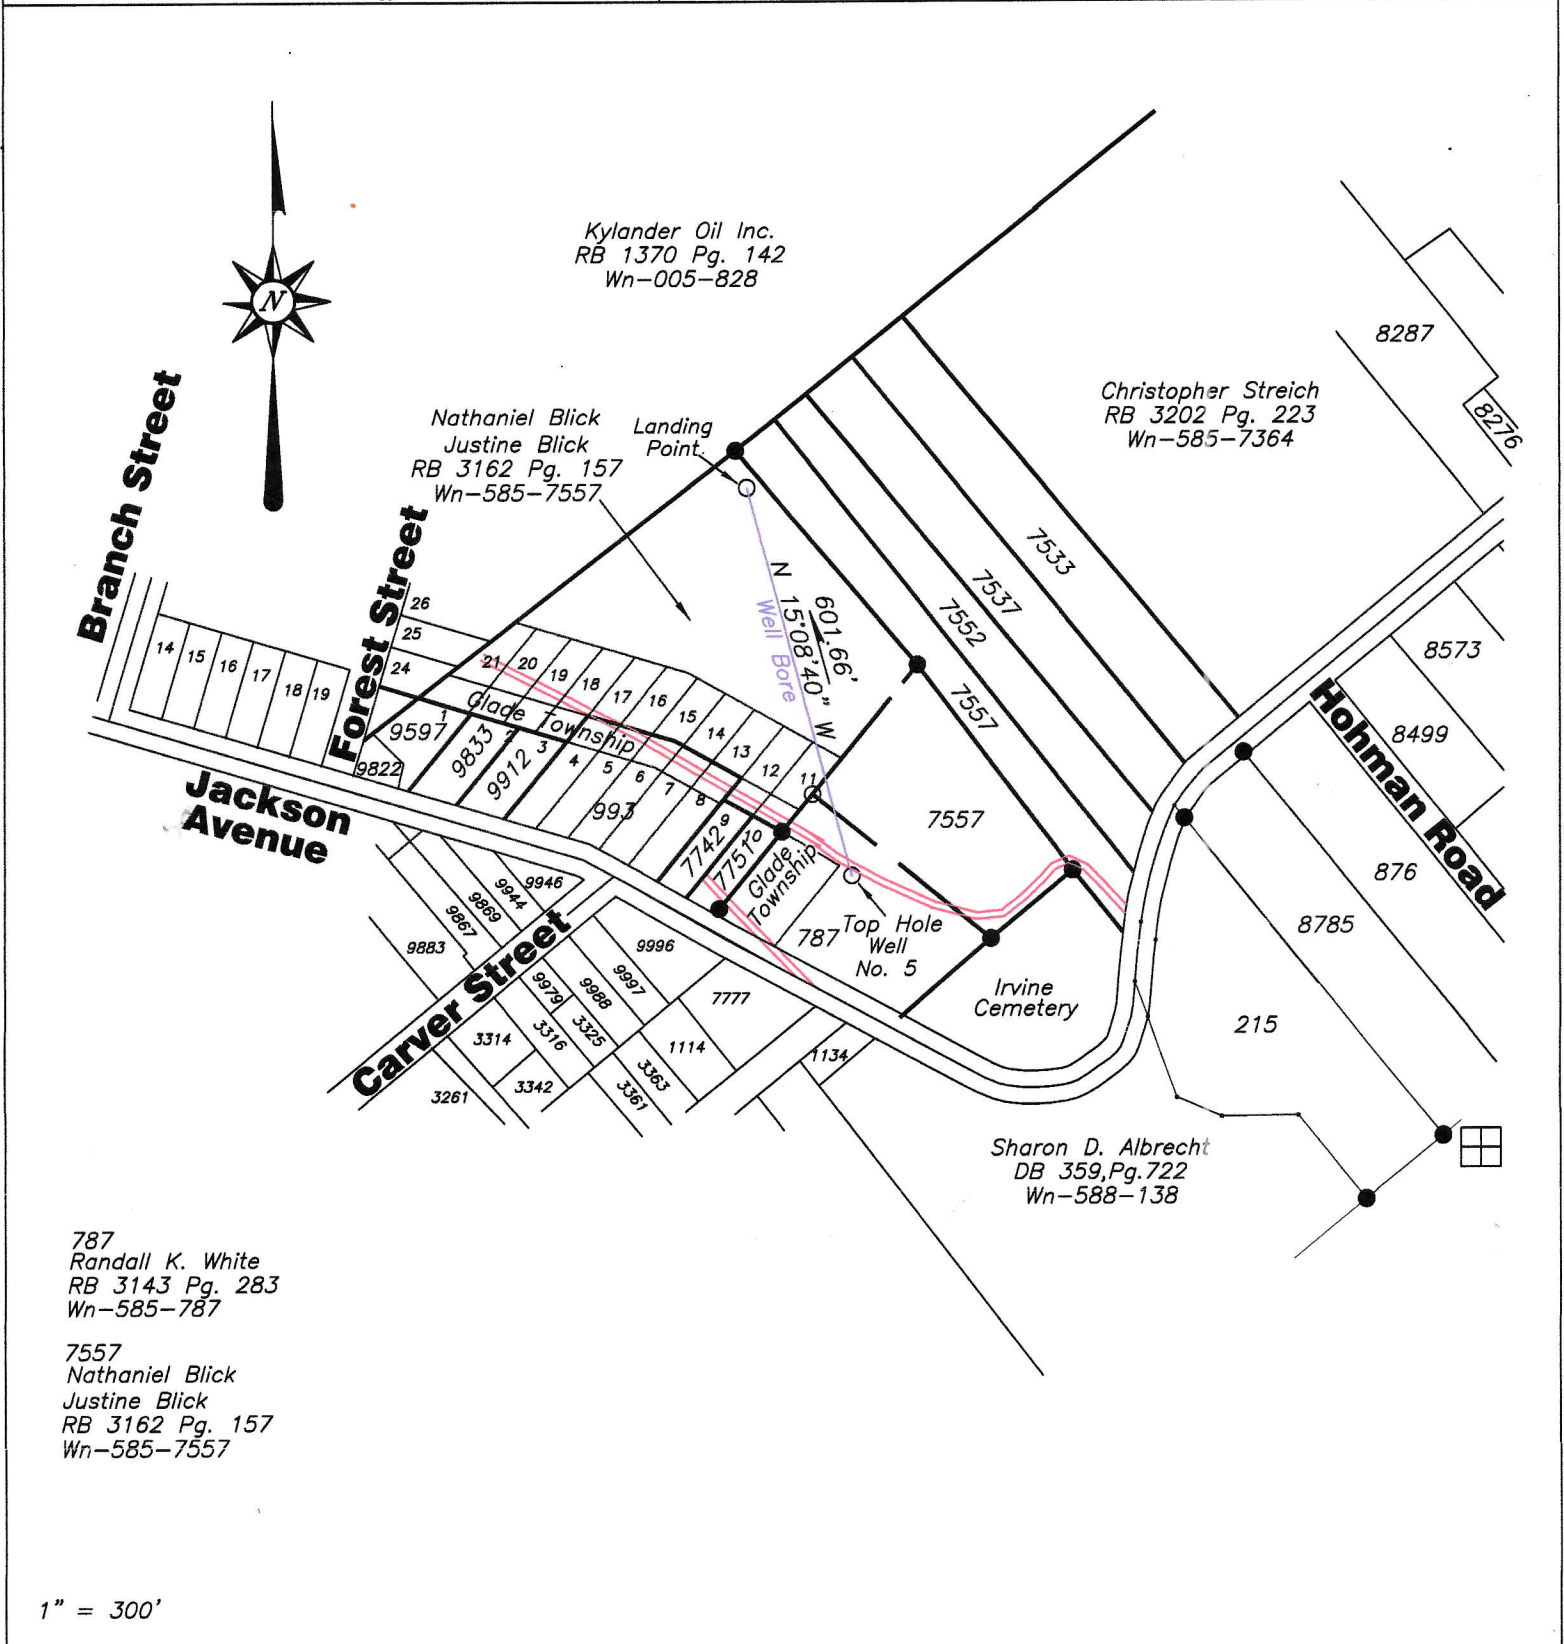 Kylander Oil Inc.
RB 1370 Pg. 142
Wn-005-828
N
8287
8276
Christopher Streich
RB 3202 Pg. 223
Wn-585-7364
Nathaniel Blick
Justine Blick
RB 3162 Pg. 157
Wn-585-7557
Landing
Point
Branch Street
Forest Street
601.66'
N 15°08'40" W
Well Bore
7533
7537
7552
7557
26
25
24
14
15
16
17
18
19
21
20
19
18
17
16
15
14
13
12
11
Glade Township
1
2
3
4
5
6
7
8
9
10
9597
9833
9912
993
9822
7742
7751
Glade
Township
787
7557
Jackson
Avenue
Top Hole
Well
No. 5
Irvine
Cemetery
Hohman Road
8573
8499
876
8785
215
9946
9944
9869
9867
9883
Carver Street
9996
9997
9988
9979
7777
3325
3316
3314
1114
1134
3363
3361
3342
3261
Sharon D. Albrecht
DB 359,Pg.722
Wn-588-138
787
Randall K. White
RB 3143 Pg. 283
Wn-585-787
7557
Nathaniel Blick
Justine Blick
RB 3162 Pg. 157
Wn-585-7557
1" = 300'